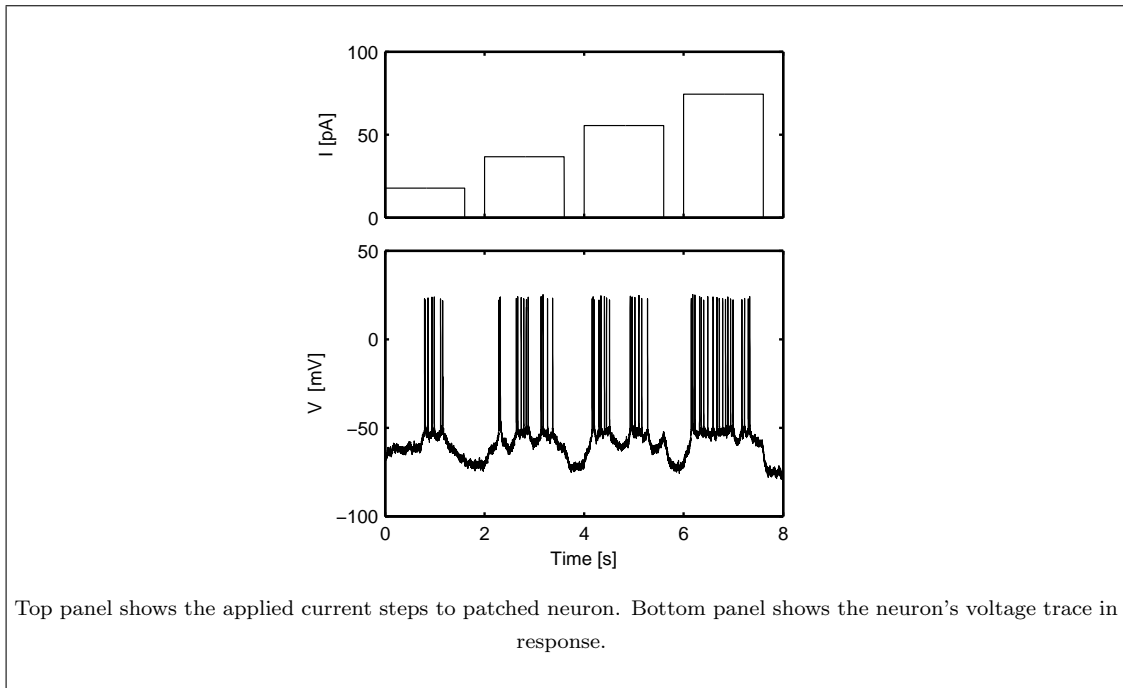 100
50
0
I [pA]
50
0
−50
−100
V [mV]
0 2 4 6 8
Time [s]
Top panel shows the applied current steps to patched neuron. Bottom panel shows the neuron's voltage trace in
response.